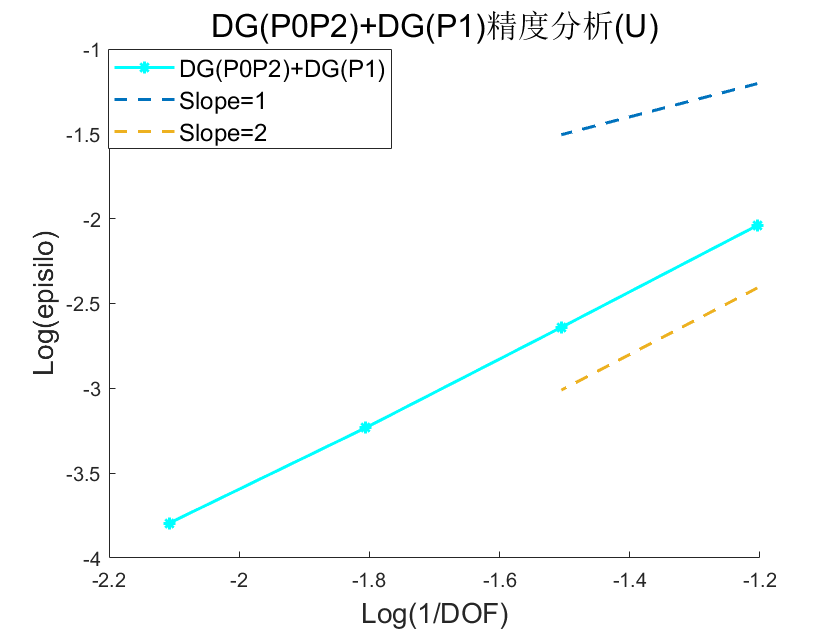 DG(P0P2)+DG(P1)精度分析(U)
-1
DG(P0P2)+DG(P1)
Slope=1
Slope=2
-1.5
-2
-2.5
-3
-3.5
-4
Log(episilo)
-2.2 -2 -1.8 -1.6 -1.4 -1.2
Log(1/DOF)